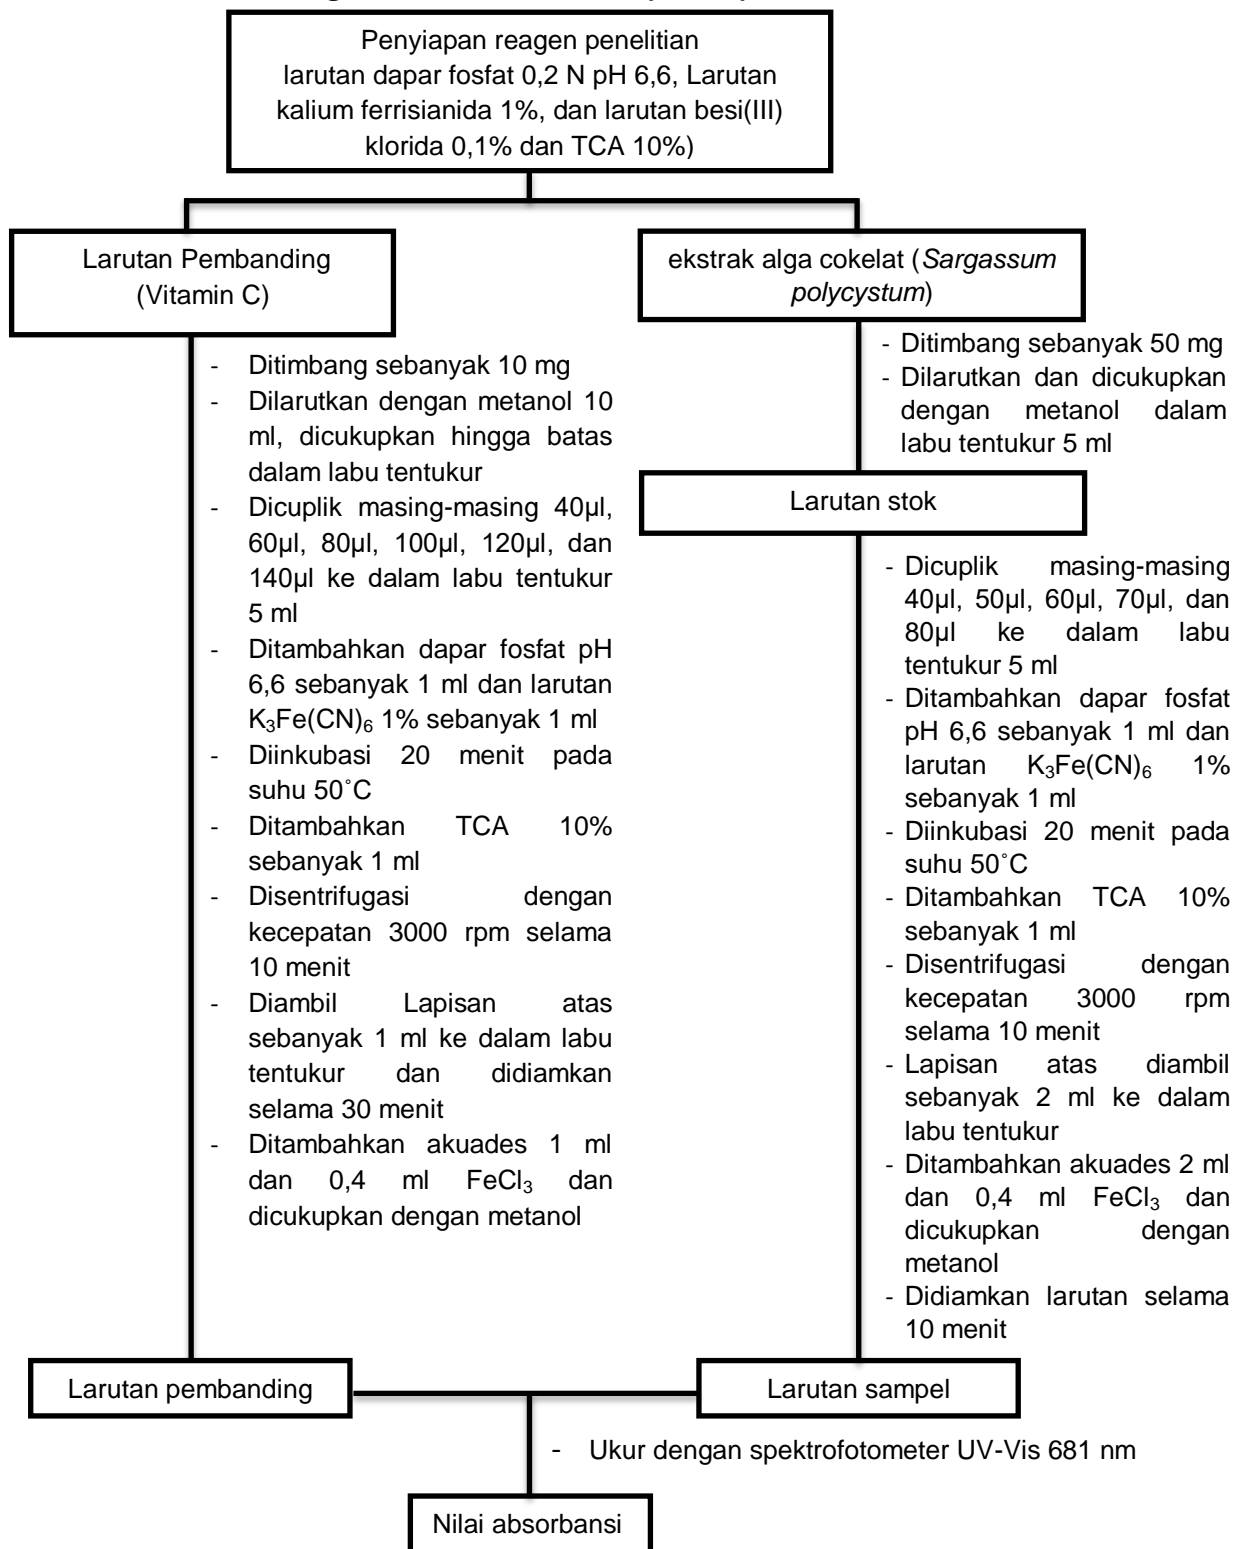 Penyiapan reagen penelitian
larutan dapar fosfat 0,2 N pH 6,6, Larutan
kalium ferrisianida 1%, dan larutan besi(III)
klorida 0,1% dan TCA 10%)
Larutan Pembanding
(Vitamin C)
- Ditimbang sebanyak 10 mg
- Dilarutkan dengan metanol 10
ml, dicukupkan hingga batas
dalam labu tentukur
- Dicuplik masing-masing 40µl,
60µl, 80µl, 100µl, 120µl, dan
140µl ke dalam labu tentukur
5 ml
- Ditambahkan dapar fosfat pH
6,6 sebanyak 1 ml dan larutan
K₃Fe(CN)₆ 1% sebanyak 1 ml
- Diinkubasi 20 menit pada
suhu 50˚C
- Ditambahkan TCA 10%
sebanyak 1 ml
- Disentrifugasi dengan
kecepatan 3000 rpm selama
10 menit
- Diambil Lapisan atas
sebanyak 1 ml ke dalam labu
tentukur dan didiamkan
selama 30 menit
- Ditambahkan akuades 1 ml
dan 0,4 ml FeCl₃ dan
dicukupkan dengan metanol
Larutan pembanding
ekstrak alga cokelat (Sargassum
polycystum)
- Ditimbang sebanyak 50 mg
- Dilarutkan dan dicukupkan
dengan metanol dalam
labu tentukur 5 ml
Larutan stok
- Dicuplik masing-masing
40µl, 50µl, 60µl, 70µl, dan
80µl ke dalam labu
tentukur 5 ml
- Ditambahkan dapar fosfat
pH 6,6 sebanyak 1 ml dan
larutan K₃Fe(CN)₆ 1%
sebanyak 1 ml
- Diinkubasi 20 menit pada
suhu 50˚C
- Ditambahkan TCA 10%
sebanyak 1 ml
- Disentrifugasi dengan
kecepatan 3000 rpm
selama 10 menit
- Lapisan atas diambil
sebanyak 2 ml ke dalam
labu tentukur
- Ditambahkan akuades 2 ml
dan 0,4 ml FeCl₃ dan
dicukupkan dengan
metanol
- Didiamkan larutan selama
10 menit
Larutan sampel
- Ukur dengan spektrofotometer UV-Vis 681 nm
Nilai absorbansi